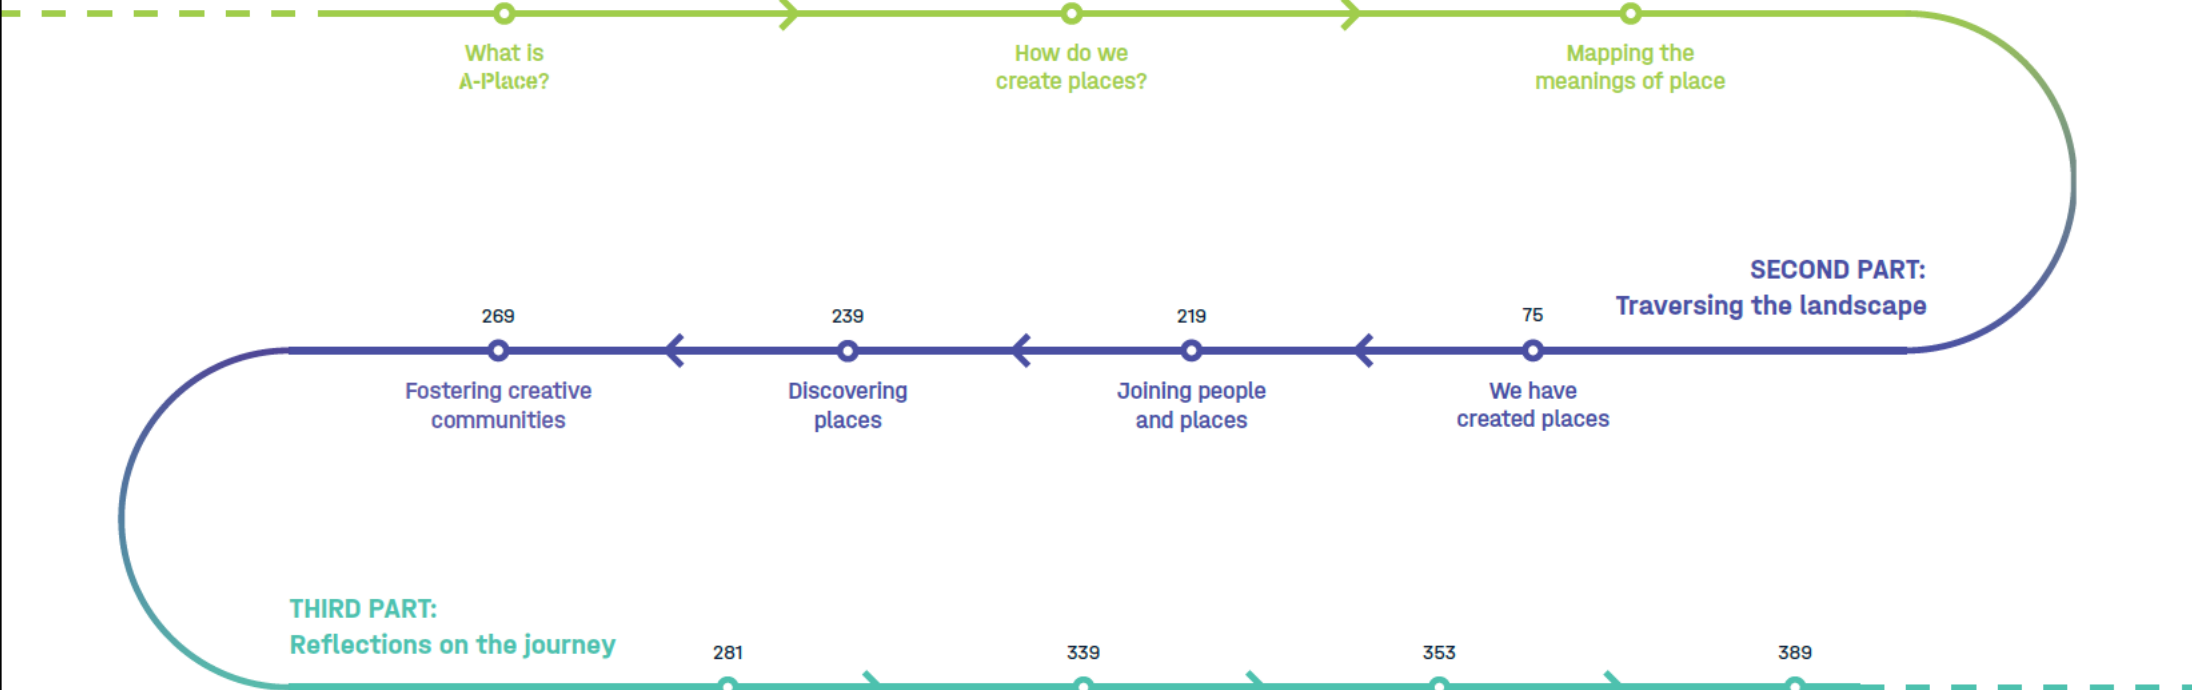 What is
A-Place?
How do we
create places?
Mapping the
meanings of place
SECOND PART:
Traversing the landscape
269
239
219
75
Fostering creative
communities
Discovering
places
Joining people
and places
We have
created places
THIRD PART:
Reflections on the journey
281
339
353
389